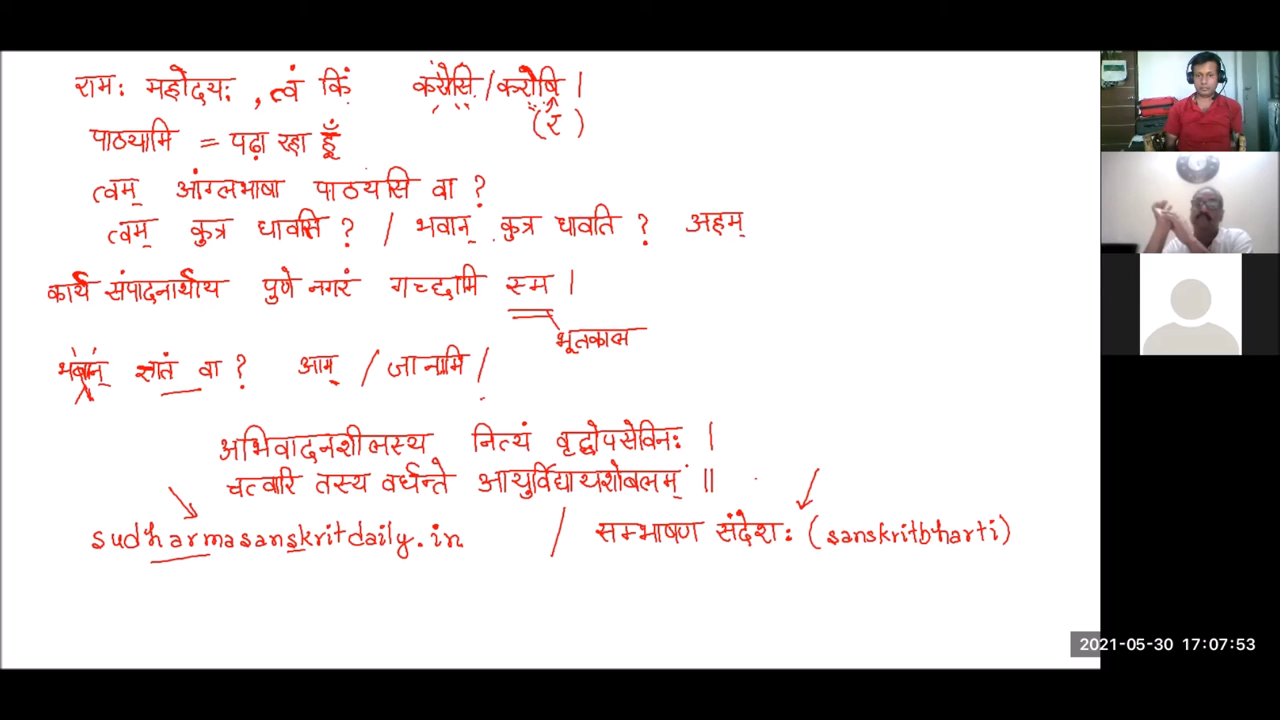 रामः महोदयः, त्वं किं करोसि/करोषि ।
(र)
पाठयामि = पढ़ा रहा हूँ
त्वम् आंग्लभाषा पाठयसि वा ?
त्वम् कुत्र धावसि ? / भवान् कुत्र धावति ? अहम्
कार्य संपादनार्थाय पुणे नगरं गच्छामि स्म ।
भूतकाल
भवान् वा ? आम् / जानामि /
अभिवादनशीलस्य नित्यं वृद्धोपसेविनः ।
चत्वारि तस्य वर्धन्ते आयुर्विद्यायशोबलम् ॥
sudharmasanskritdaily.in / सम्भाषण संदेशः (sanskritbharti)
2021-05-30 17:07:53